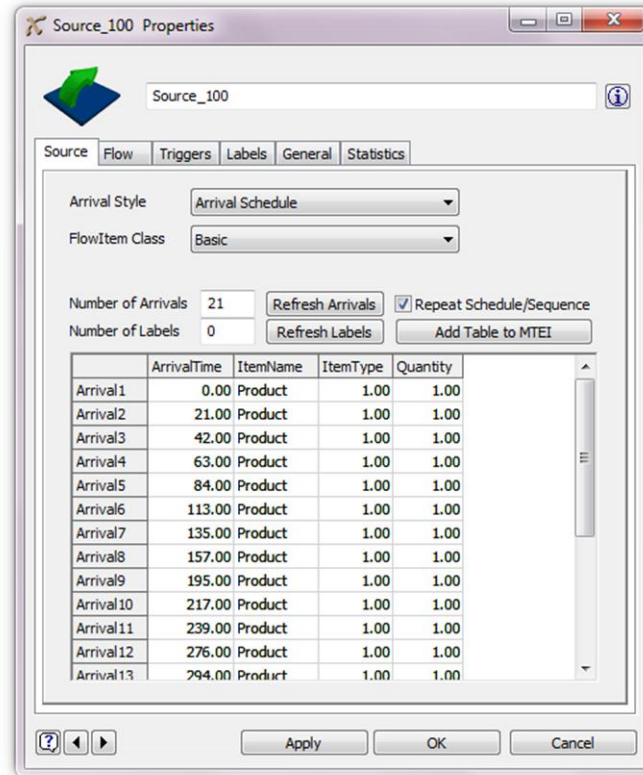 Source_100 Properties
Source_100
Source Flow Triggers Labels General Statistics
Arrival Style Arrival Schedule
FlowItem Class Basic
Number of Arrivals 21 Refresh Arrivals Repeat Schedule/Sequence
Number of Labels 0 Refresh Labels Add Table to MTEI
ArrivalTime ItemName ItemType Quantity
Arrival1 0.00 Product 1.00 1.00
Arrival2 21.00 Product 1.00 1.00
Arrival3 42.00 Product 1.00 1.00
Arrival4 63.00 Product 1.00 1.00
Arrival5 84.00 Product 1.00 1.00
Arrival6 113.00 Product 1.00 1.00
Arrival7 135.00 Product 1.00 1.00
Arrival8 157.00 Product 1.00 1.00
Arrival9 195.00 Product 1.00 1.00
Arrival10 217.00 Product 1.00 1.00
Arrival11 239.00 Product 1.00 1.00
Arrival12 276.00 Product 1.00 1.00
Arrival13 294.00 Product 1.00 1.00
Apply OK Cancel